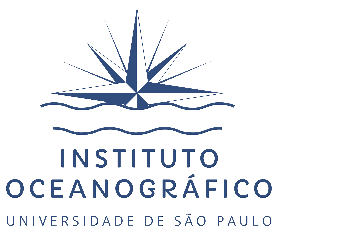 INSTITUTO
OCEANOGRÁFICO
UNIVERSIDADE DE SÃO PAULO